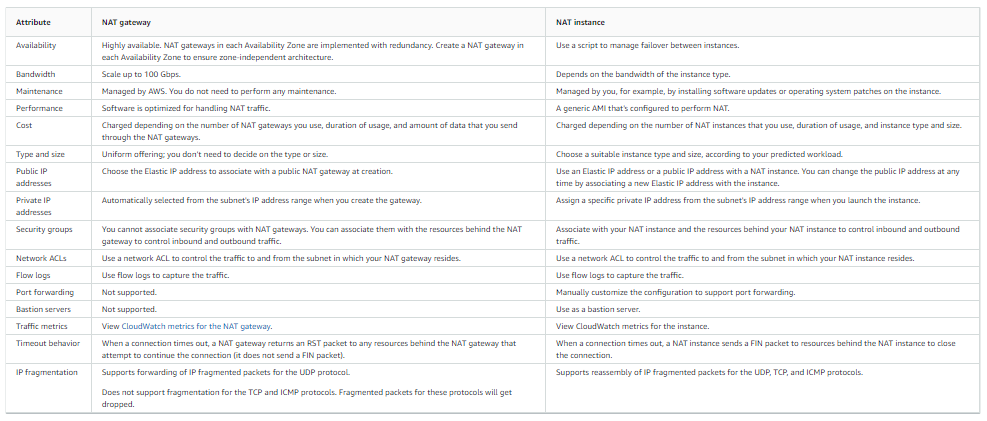 Attribute NAT gateway NAT instance
Availability Highly available. NAT gateways in each Availability Zone are implemented with redundancy. Create a NAT gateway in Use a script to manage failover between instances.
each Availability Zone to ensure zone-independent architecture.
Bandwidth Scale up to 100 Gbps. Depends on the bandwidth of the instance type.
Maintenance Managed by AWS. You do not need to perform any maintenance. Managed by you, for example, by installing software updates or operating system patches on the instance.
Performance Software is optimized for handling NAT traffic. A generic AMI that's configured to perform NAT.
Cost Charged depending on the number of NAT gateways you use, duration of usage, and amount of data that you send Charged depending on the number of NAT instances that you use, duration of usage, and instance type and size.
through the NAT gateways.
Type and size Uniform offering; you don't need to decide on the type or size. Choose a suitable instance type and size, according to your predicted workload.
Public IP Choose the Elastic IP address to associate with a public NAT gateway at creation. Use an Elastic IP address or a public IP address with a NAT instance. You can change the public IP address at any
addresses time by associating a new Elastic IP address with the instance.
Private IP Automatically selected from the subnet's IP address range when you create the gateway. Assign a specific private IP address from the subnet's IP address range when you launch the instance.
addresses
Security groups You cannot associate security groups with NAT gateways. You can associate them with the resources behind the NAT Associate with your NAT instance and the resources behind your NAT instance to control inbound and outbound
gateway to control inbound and outbound traffic. traffic.
Network ACLs Use a network ACL to control the traffic to and from the subnet in which your NAT gateway resides. Use a network ACL to control the traffic to and from the subnet in which your NAT instance resides.
Flow logs Use flow logs to capture the traffic. Use flow logs to capture the traffic.
Port forwarding Not supported. Manually customize the configuration to support port forwarding.
Bastion servers Not supported. Use as a bastion server.
Traffic metrics View CloudWatch metrics for the NAT gateway. View CloudWatch metrics for the instance.
Timeout behavior When a connection times out, a NAT gateway returns an RST packet to any resources behind the NAT gateway that When a connection times out, a NAT instance sends a FIN packet to resources behind the NAT instance to close
attempt to continue the connection (it does not send a FIN packet). the connection.
IP fragmentation Supports forwarding of IP fragmented packets for the UDP protocol. Supports reassembly of IP fragmented packets for the UDP, TCP, and ICMP protocols.
Does not support fragmentation for the TCP and ICMP protocols. Fragmented packets for these protocols will get
dropped.